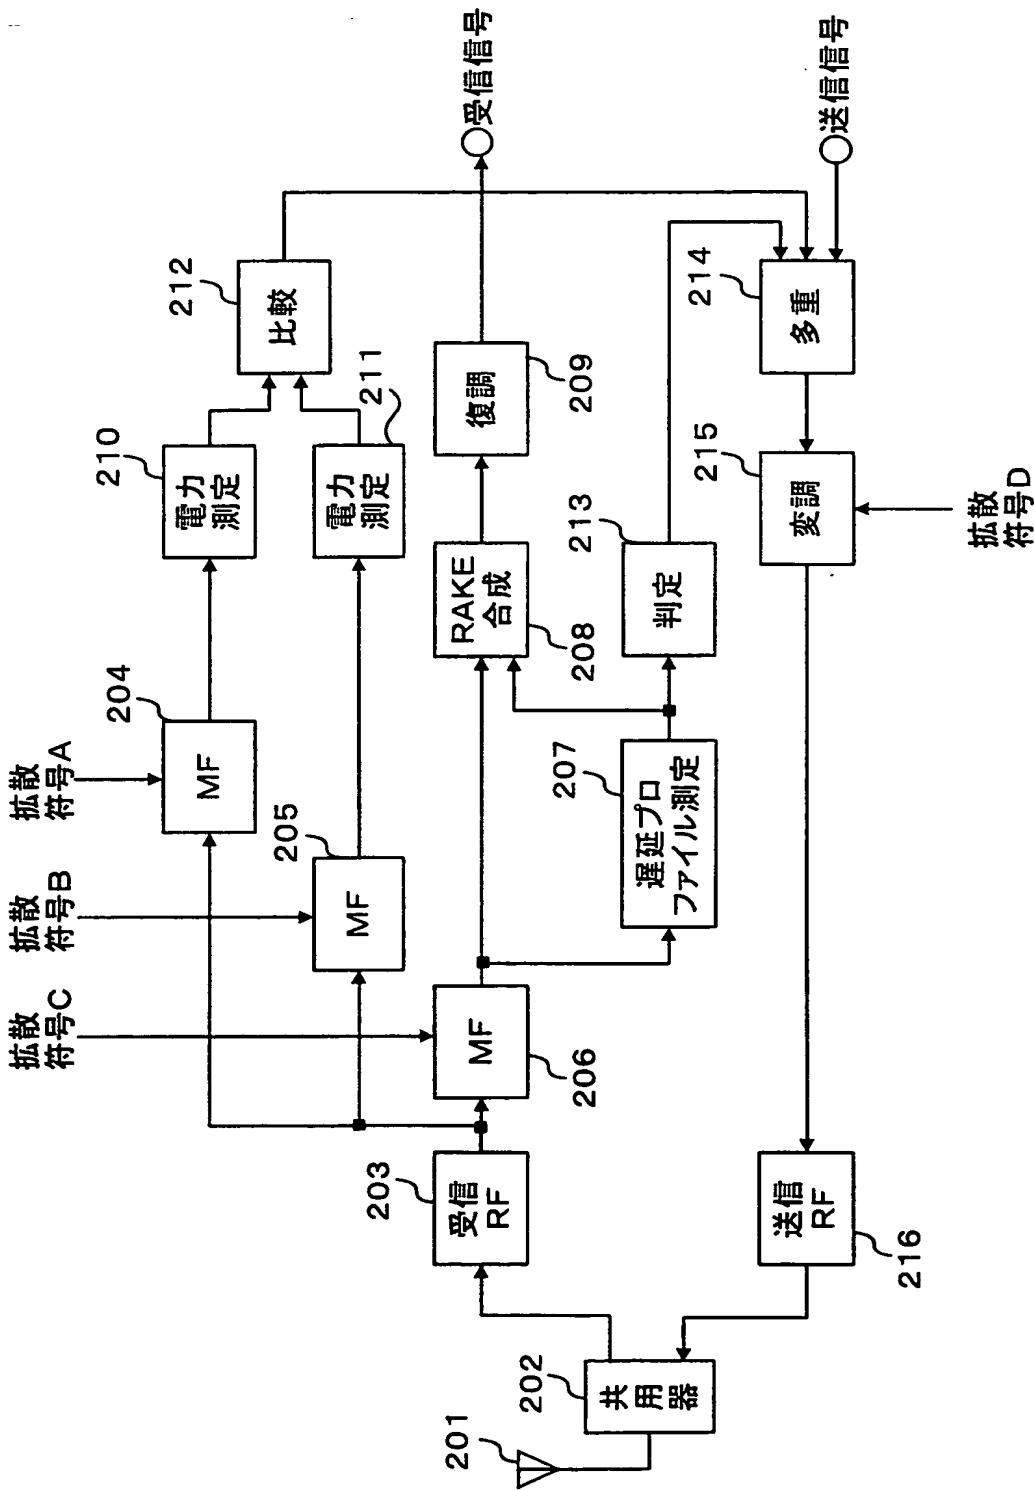 201
共用器
202
受信
RF
203
送信
RF
216
拡散
符号A
拡散
符号B
拡散
符号C
MF
204
MF
205
MF
206
遅延プロ
ファイル測定
207
RAKE
合成
208
復調
209
電力
測定
210
電力
測定
211
比較
212
判定
213
多重
214
変調
215
拡散
符号D
受信信号
送信信号